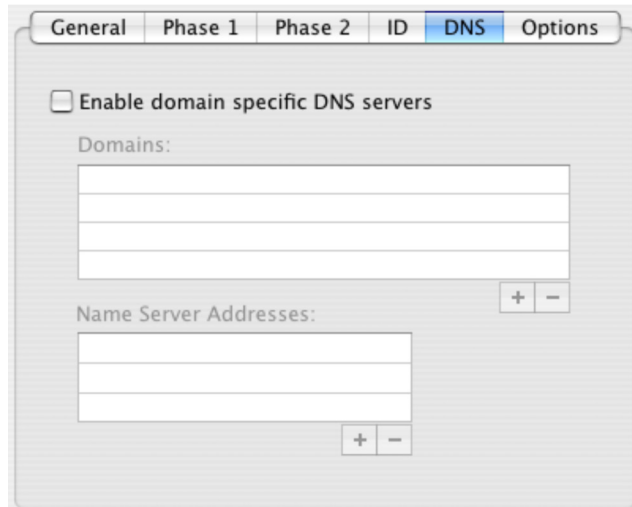 General Phase 1 Phase 2 ID DNS Options
Enable domain specific DNS servers
Domains:
+ −
Name Server Addresses:
+ −